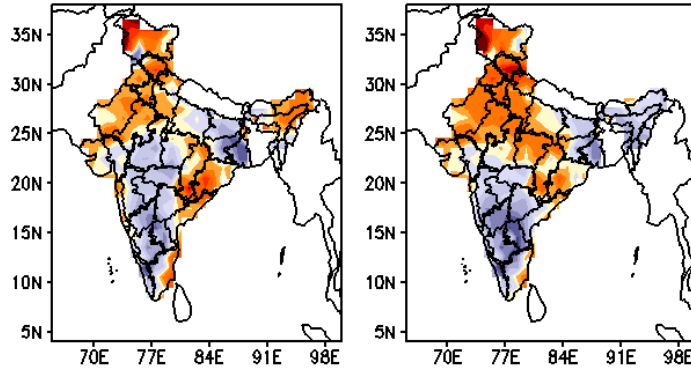 35N 35N
30N 30N
25N 25N
20N 20N
15N 15N
10N 10N
5N 5N
70E 77E 84E 91E 98E 70E 77E 84E 91E 98E